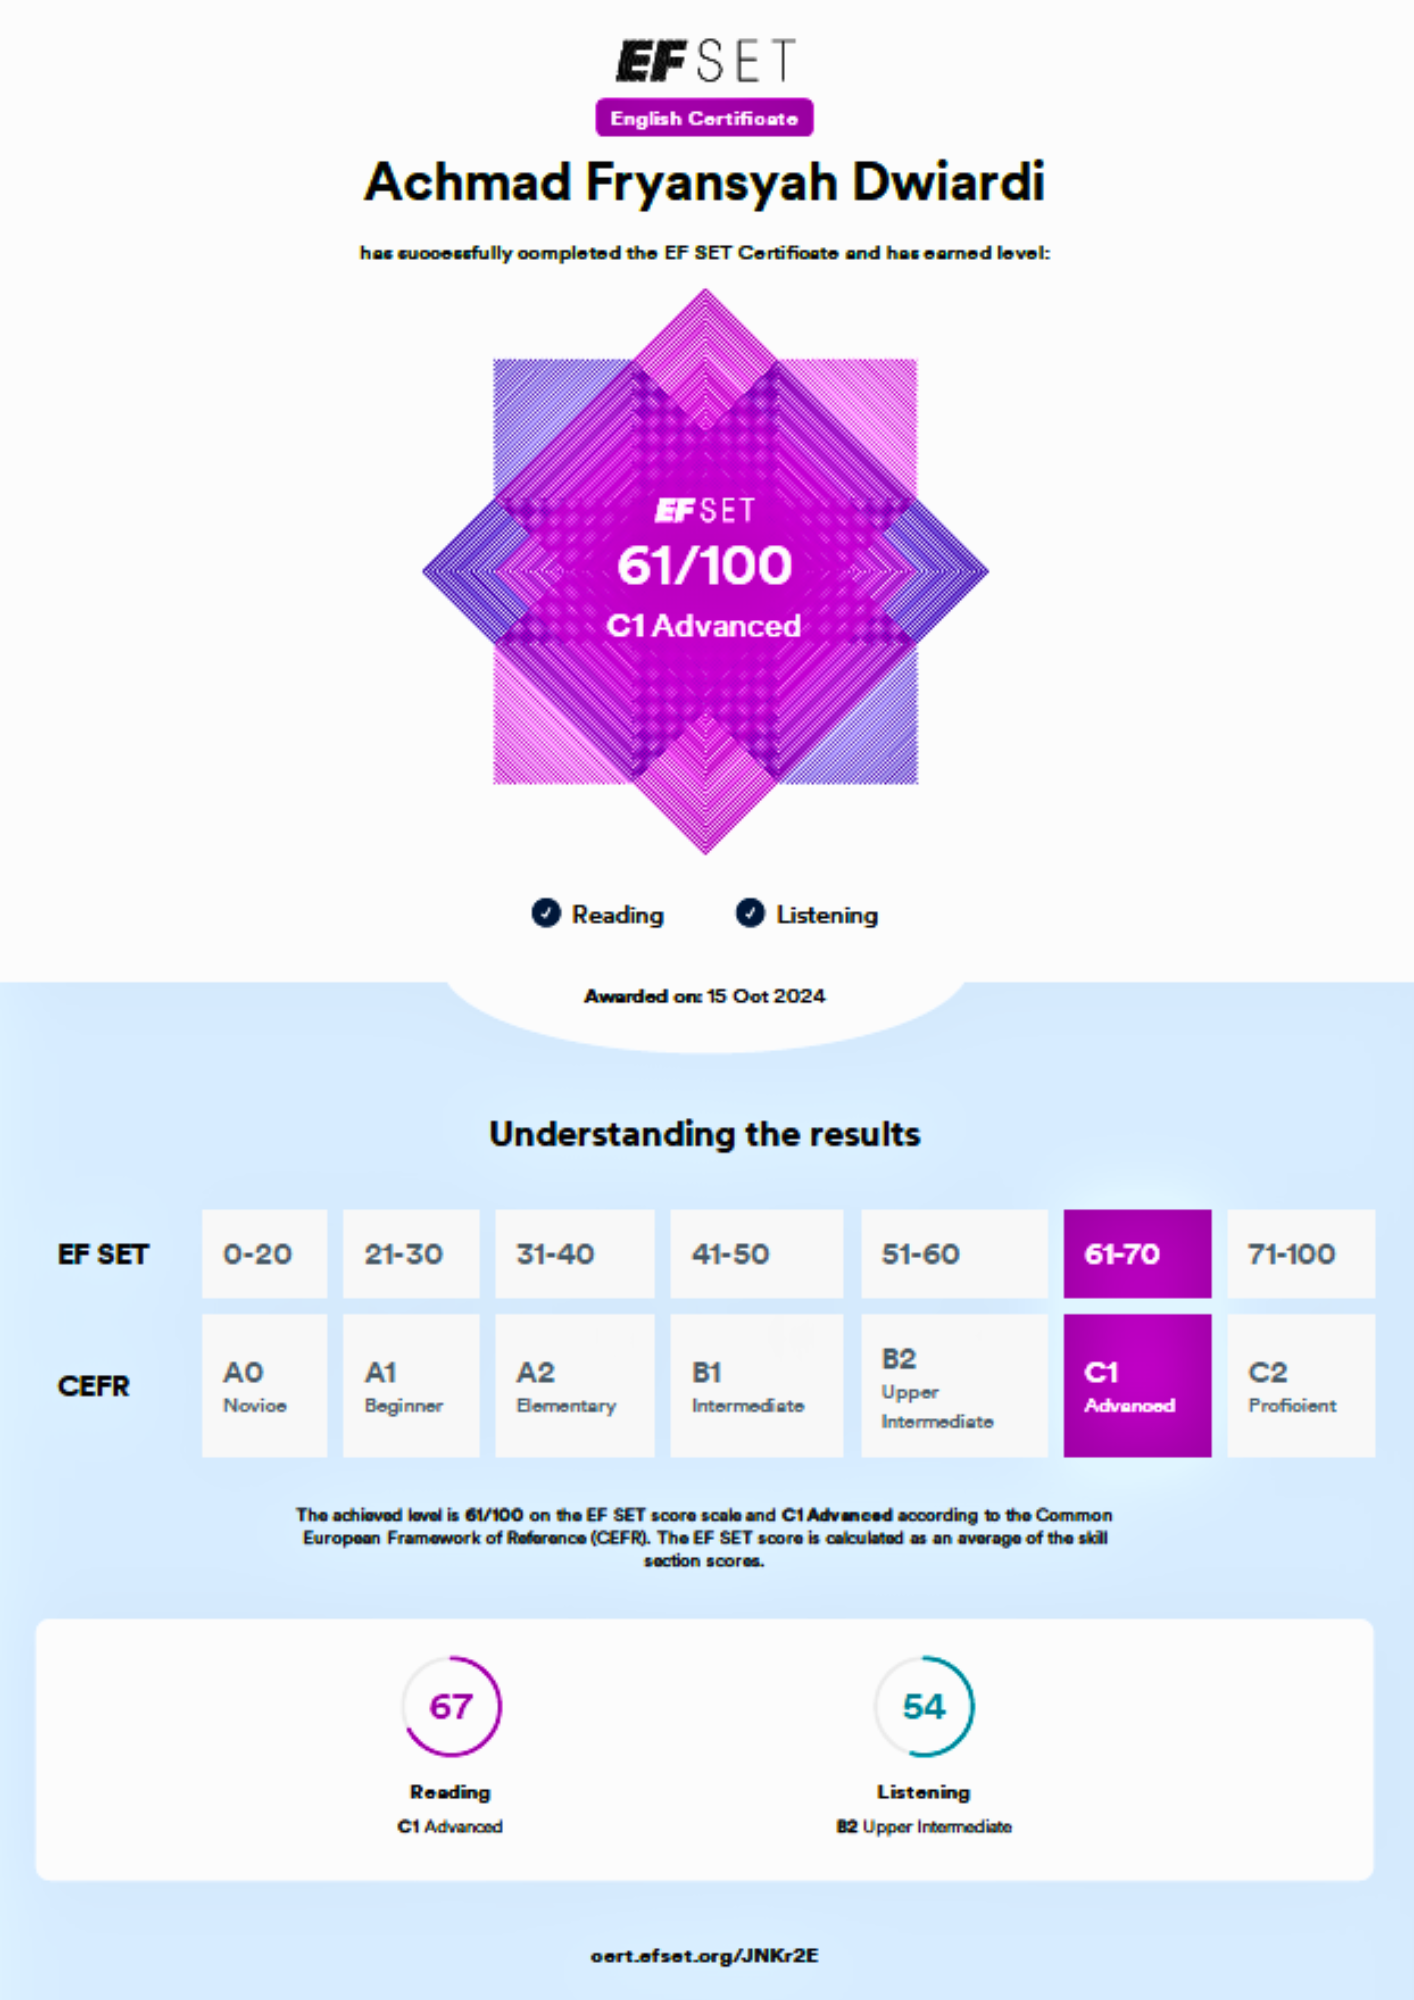 EF SET
English Certificate
Achmad Fryansyah Dwiardi
has successfully completed the EF SET Certificate and has earned level:
EF SET
61/100
C1 Advanced
Reading
Listening
Awarded on: 15 Oct 2024
Understanding the results
EF SET 0-20 21-30 31-40 41-50 51-60 61-70 71-100
CEFR
A0
Novice
A1
Beginner
A2
Elementary
B1
Intermediate
B2
Upper
Intermediate
C1
Advanced
C2
Proficient
The achieved level is 61/100 on the EF SET score scale and C1 Advanced according to the Common
European Framework of Reference (CEFR). The EF SET score is calculated as an average of the skill
section scores.
67
Reading
C1 Advanced
54
Listening
B2 Upper Intermediate
cert.efset.org/JNKr2E